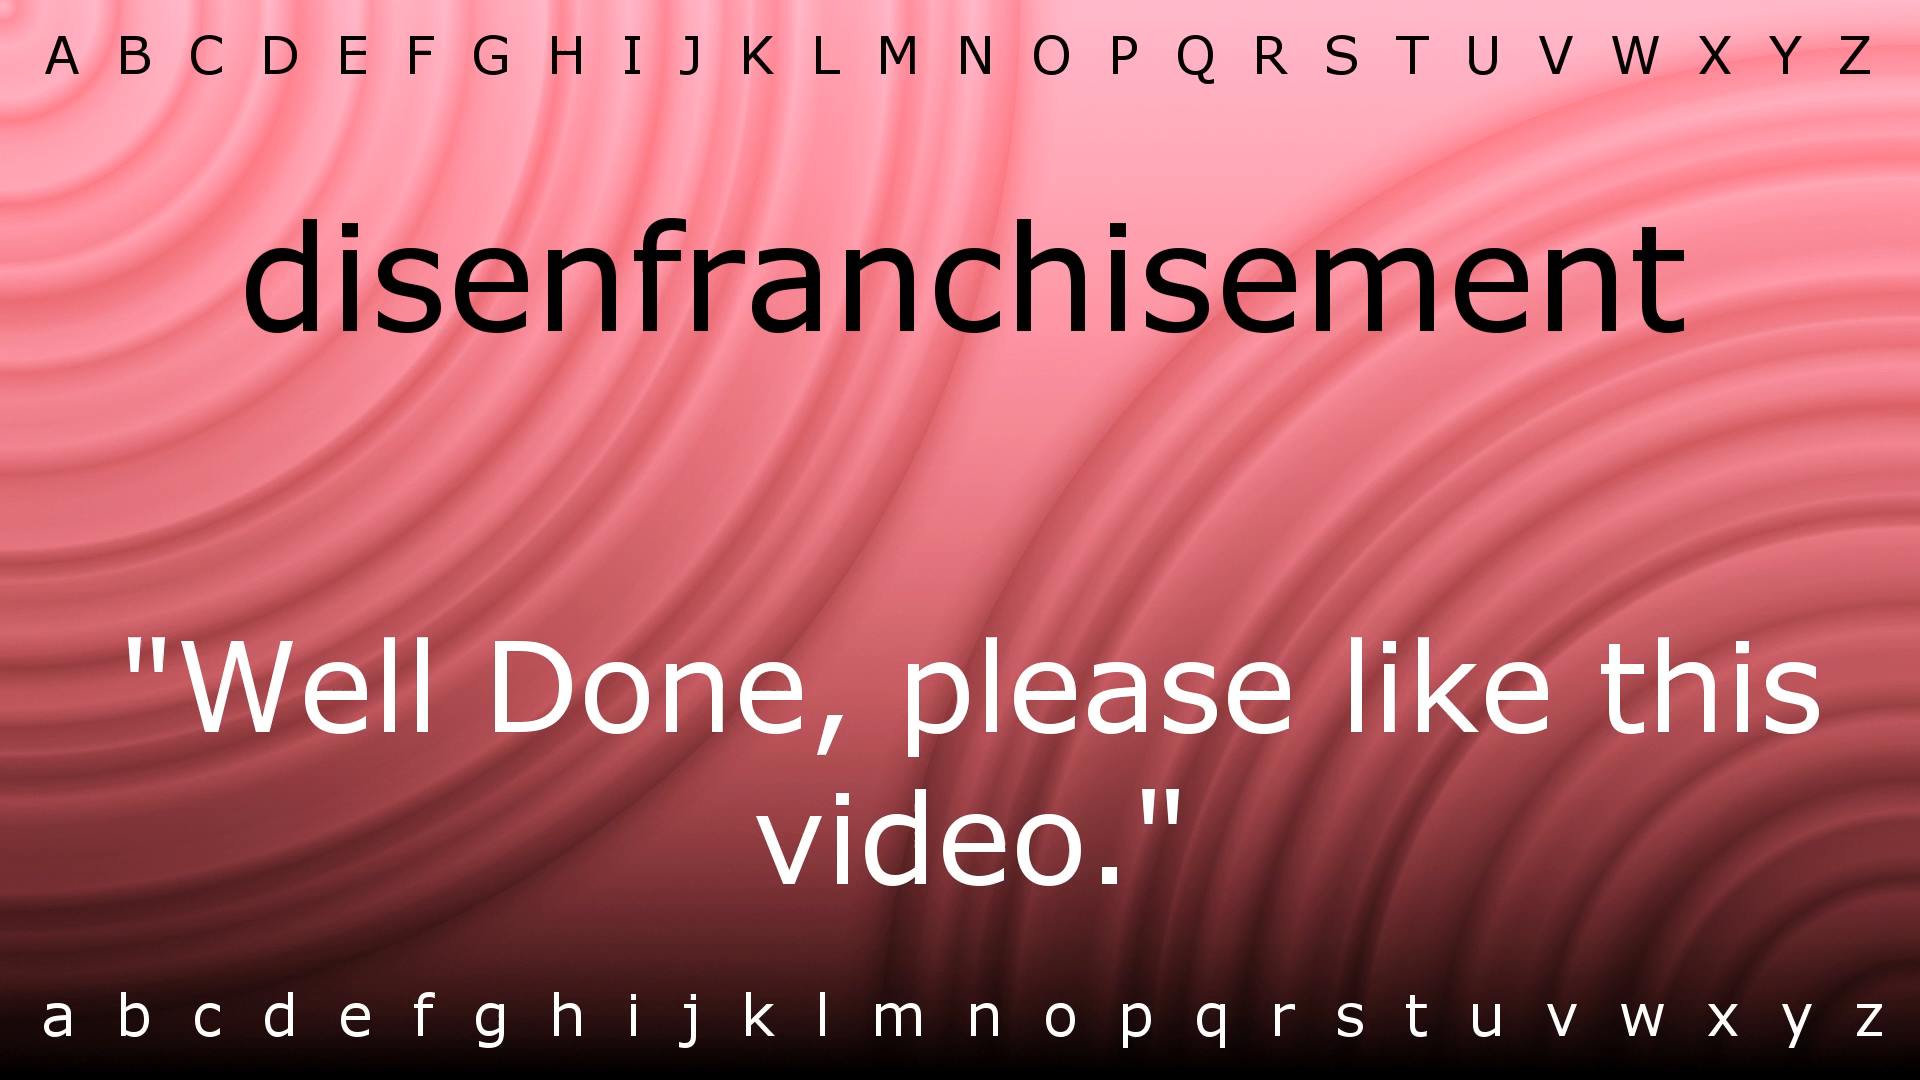 A B C D E F G H I J K L M N O P Q R S T U V W X Y Z
disenfranchisement
"Well Done, please like this
video."
a b c d e f g h i j k l m n o p q r s t u v w x y z